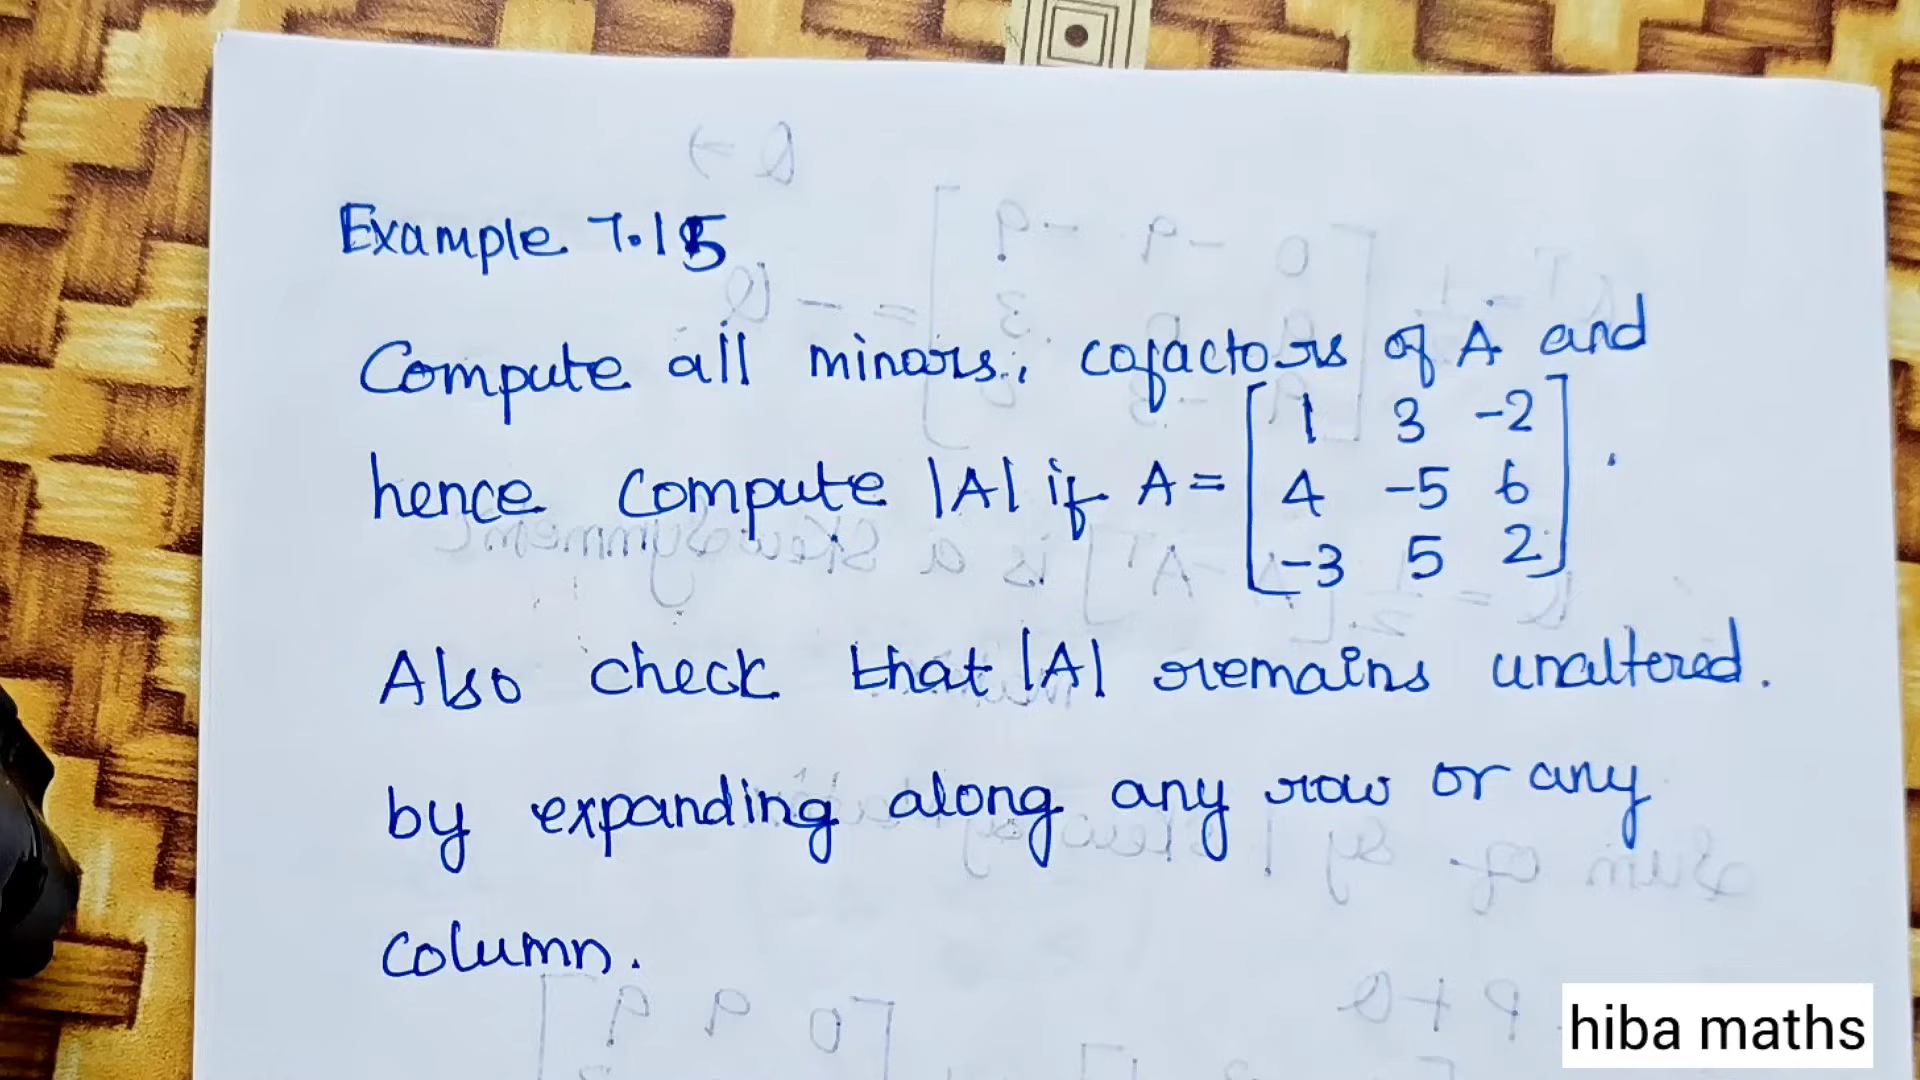 Example 7.15
Compute all minors, cofactors of A and
hence compute |A| if A = [1 3 -2
4 -5 6
-3 5 2].
Also check that |A| remains unaltered.
by expanding along any row or any
column.
hiba maths